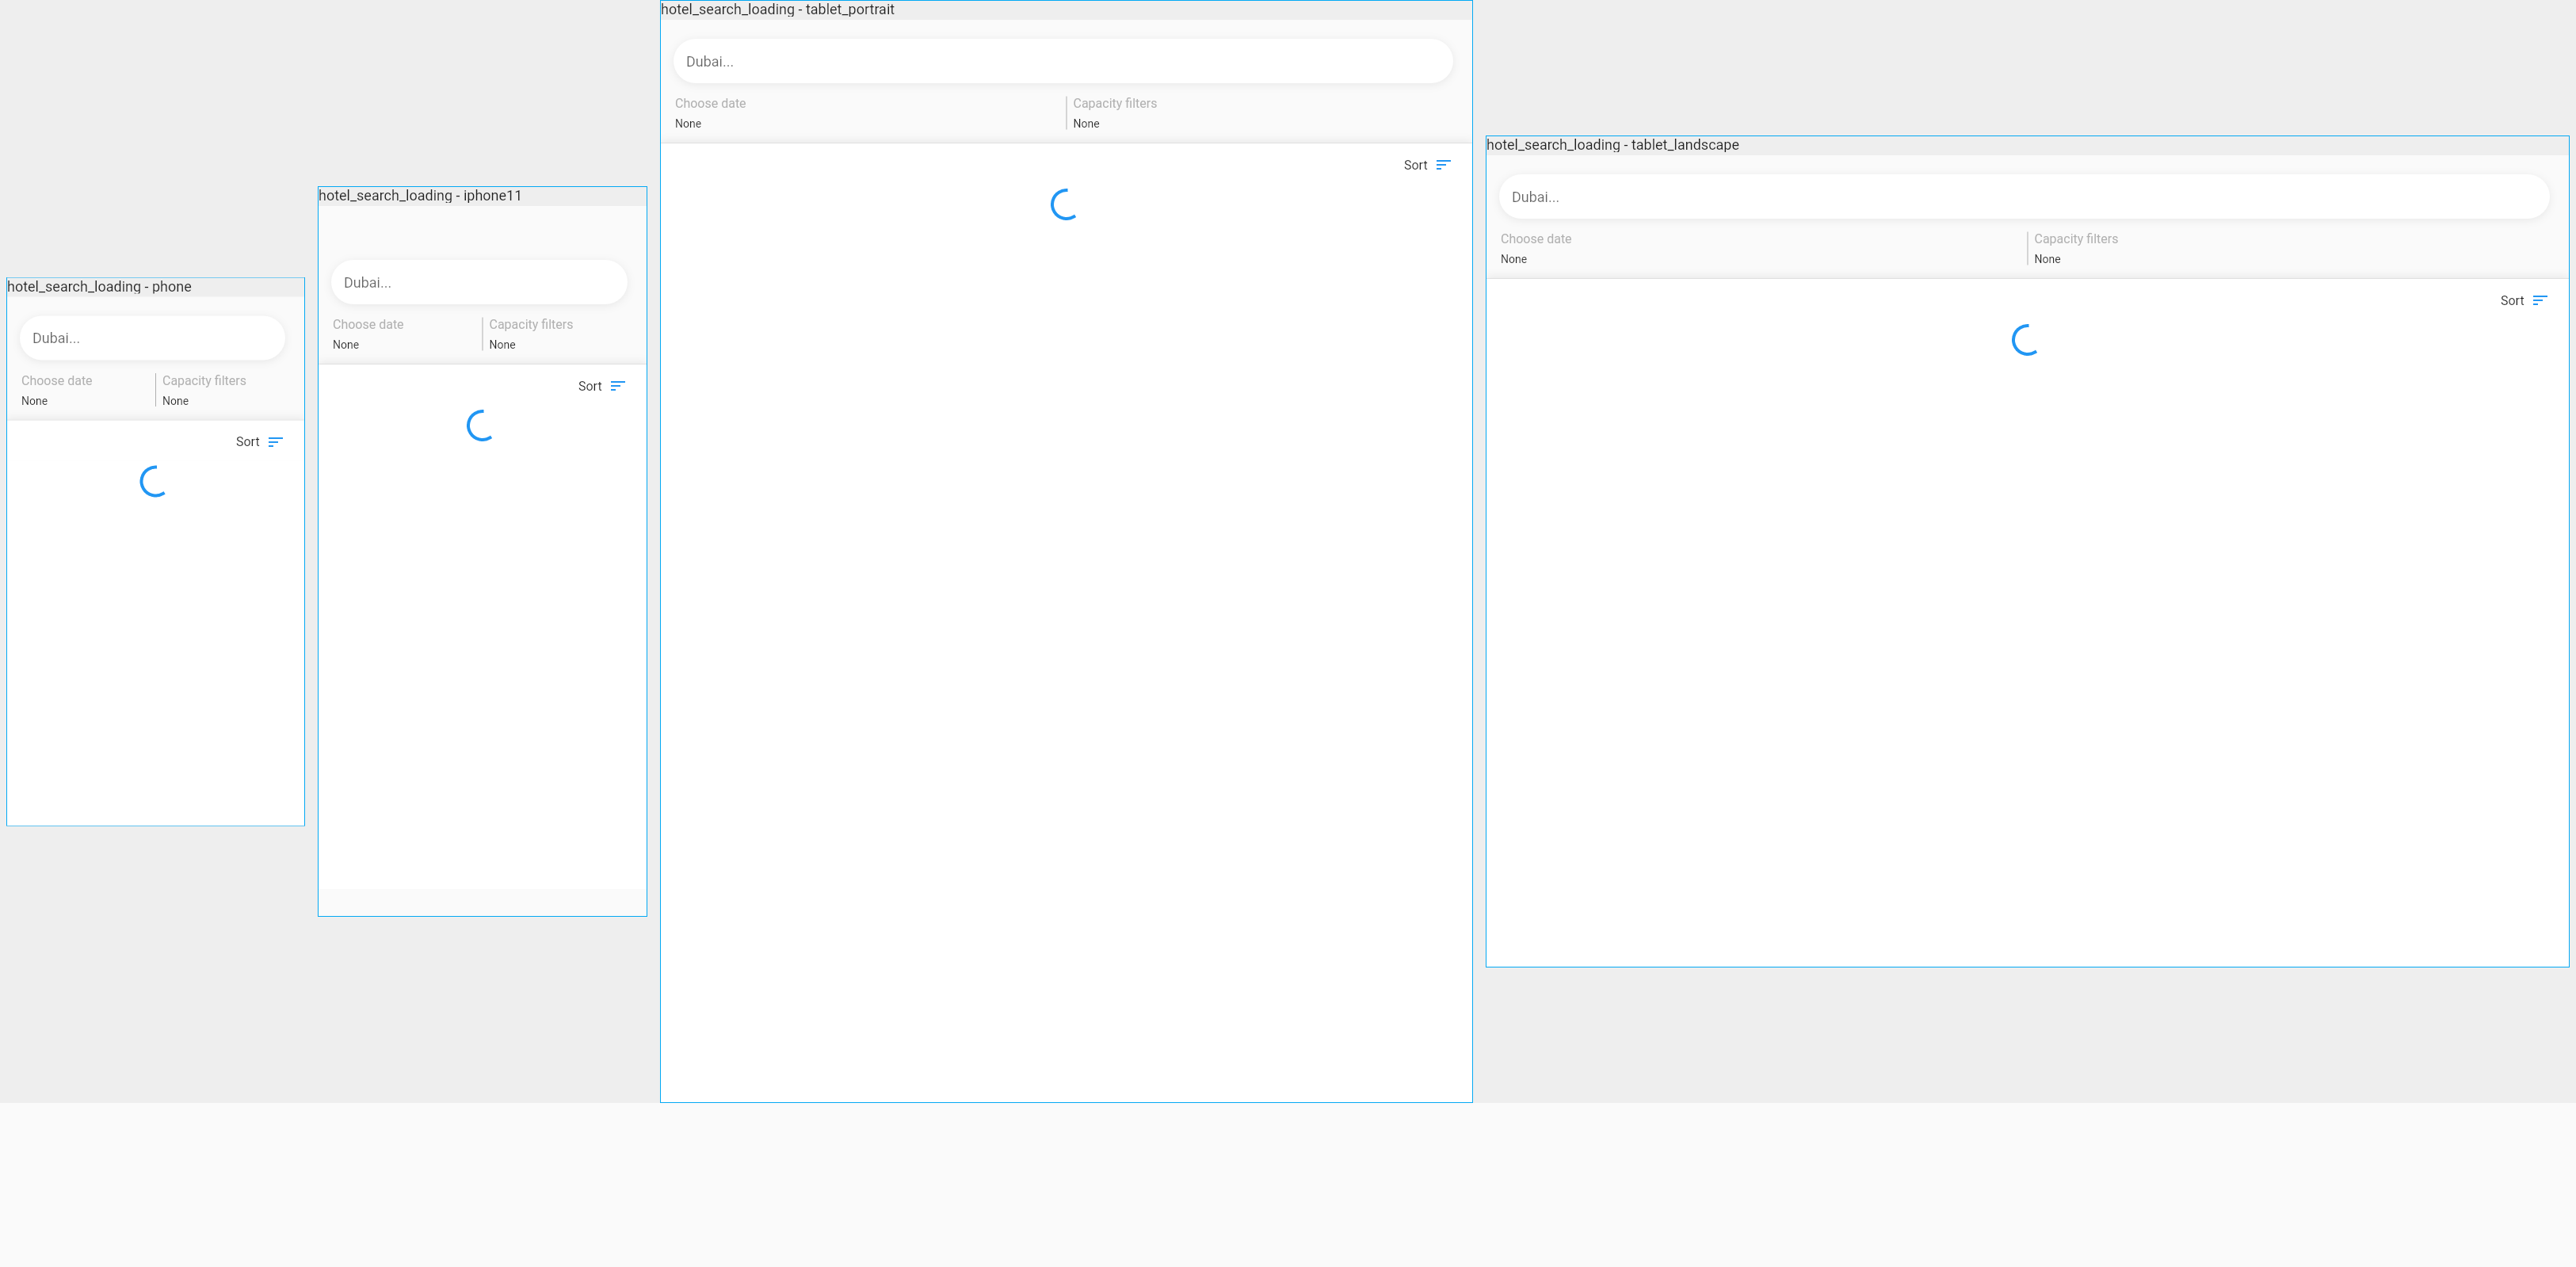 hotel_search_loading - phone
Dubai...
Choose date
Capacity filters
None
None
Sort
hotel_search_loading - iphone11
Dubai...
Choose date
Capacity filters
None
None
Sort
hotel_search_loading - tablet_portrait
Dubai...
Choose date
Capacity filters
None
None
Sort
hotel_search_loading - tablet_landscape
Dubai...
Choose date
Capacity filters
None
None
Sort